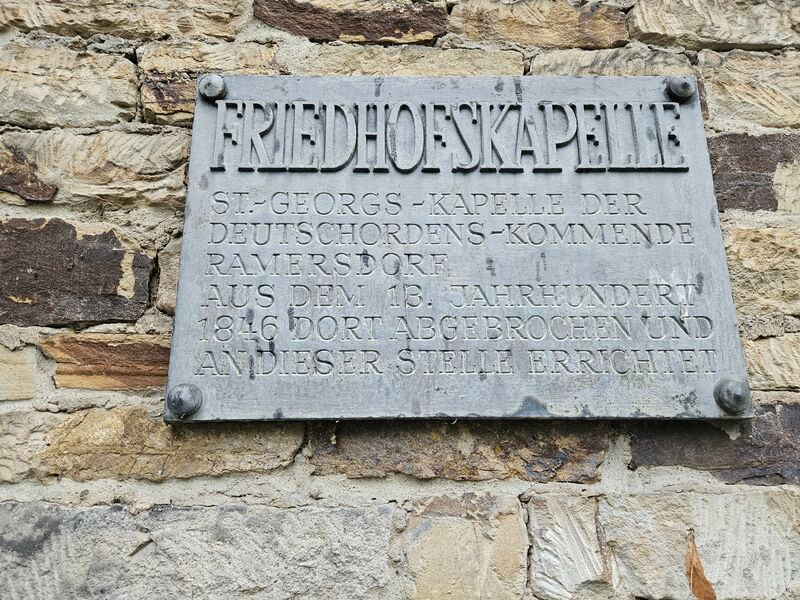 FRIEDHOFSKAPELLE
ST.-GEORGS-KAPELLE DER
DEUTSCHORDENS-KOMMENDE
RAMERSDORF
AUS DEM 13. JAHRHUNDERT
1846 DORT ABGEBROCHEN UND
AN DIESER STELLE ERRICHTET